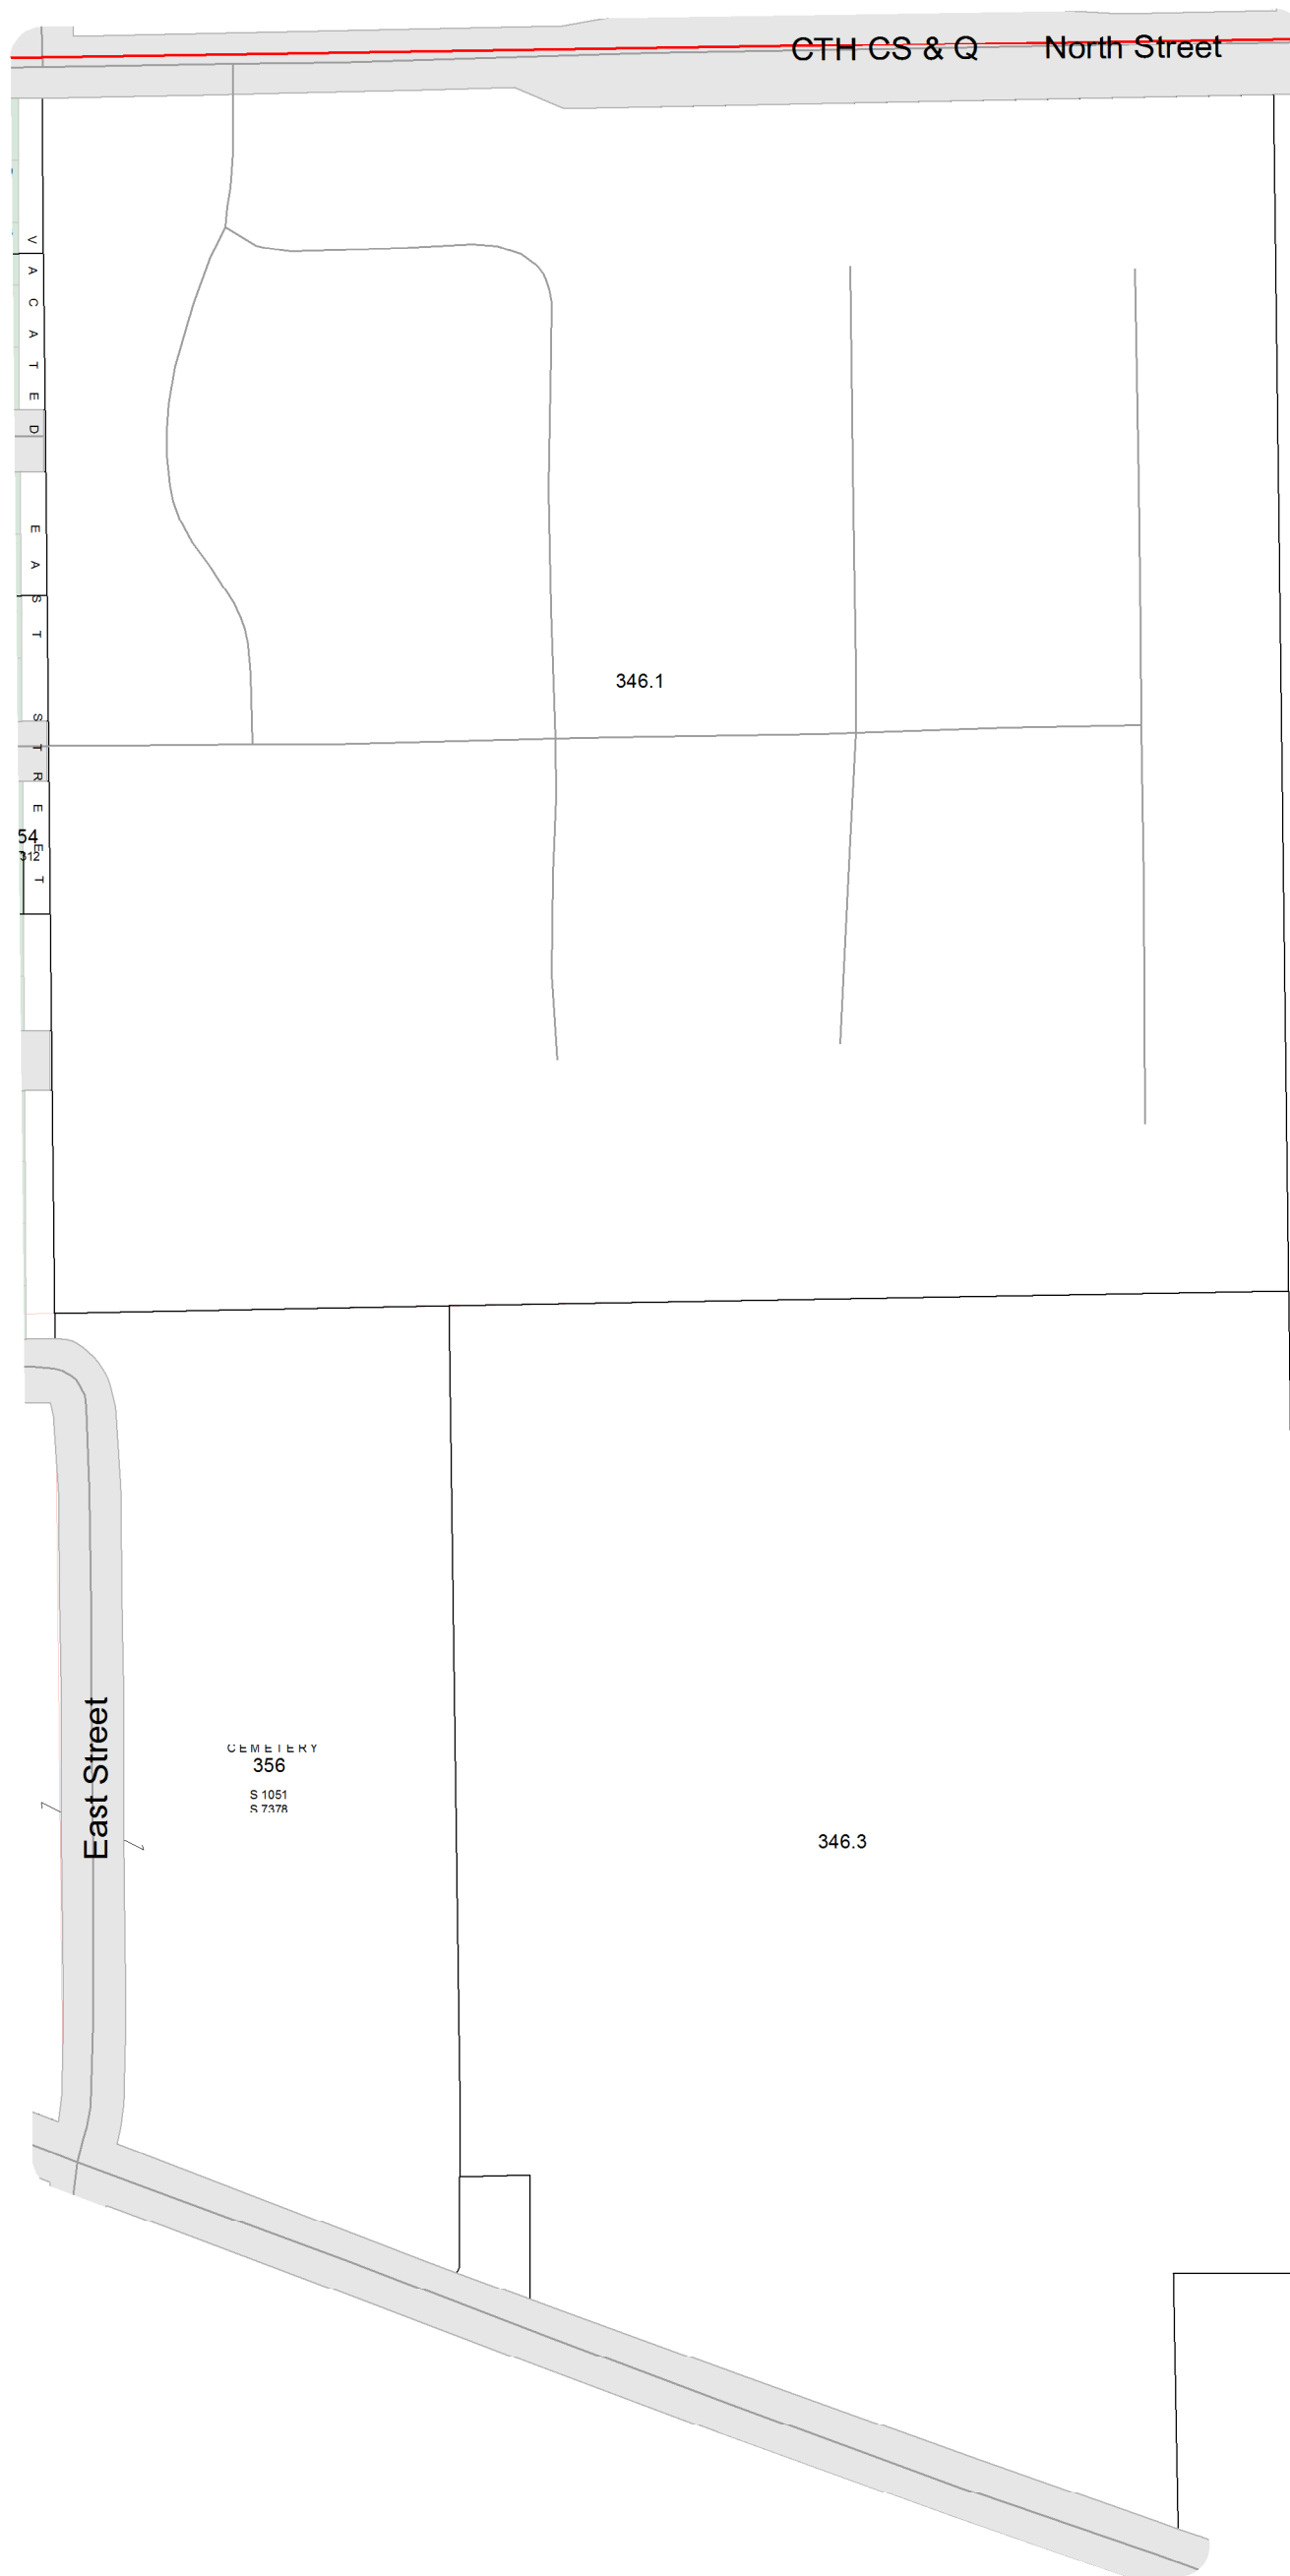 CTH CS & Q North Street
VACATED EAST STREET
346.1
54
312
CEMETERY
356
S 1051
S 7378
East Street
346.3